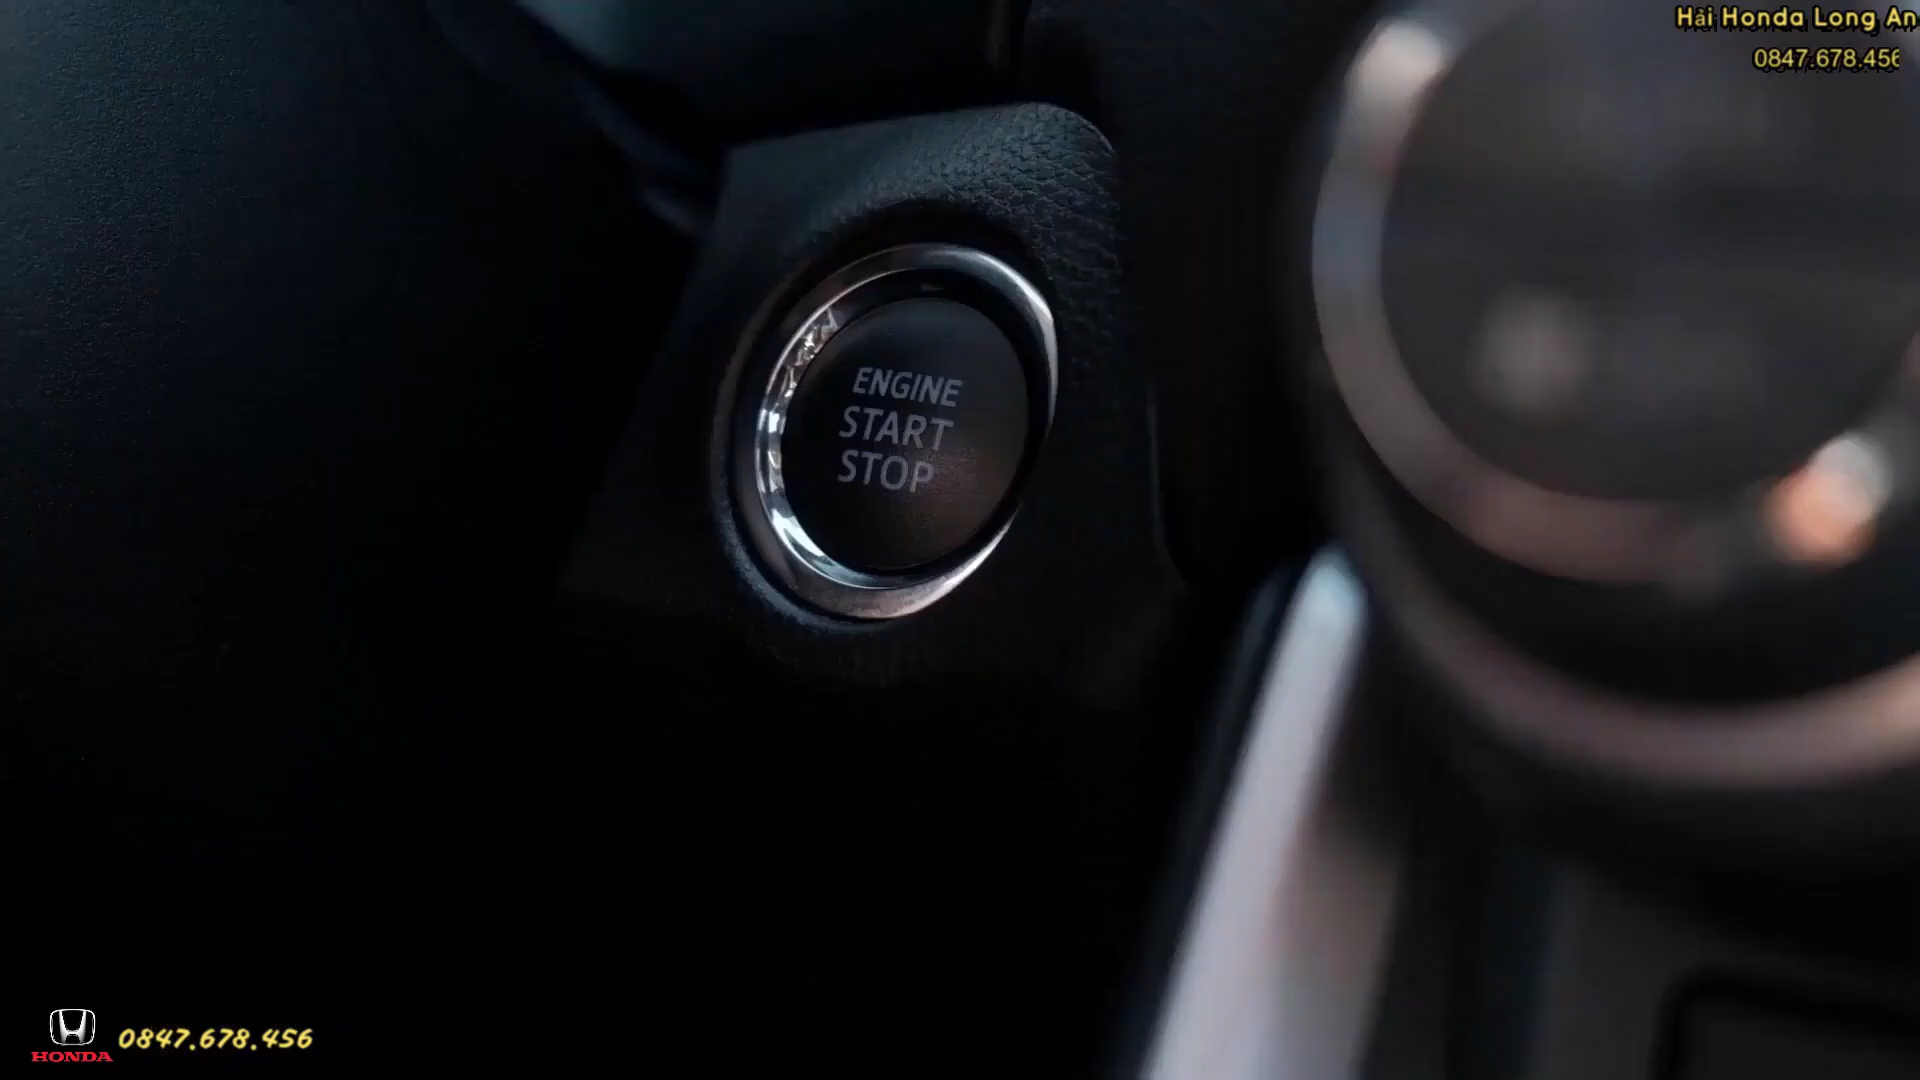 Hải Honda Long An
0847.678.456
ENGINE
START
STOP
HONDA
0847.678.456